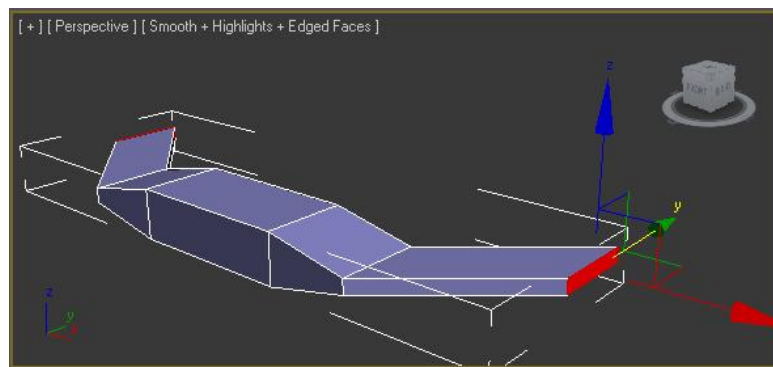 [ + ] [ Perspective ] [ Smooth + Highlights + Edged Faces ]
z
y
z
y
x